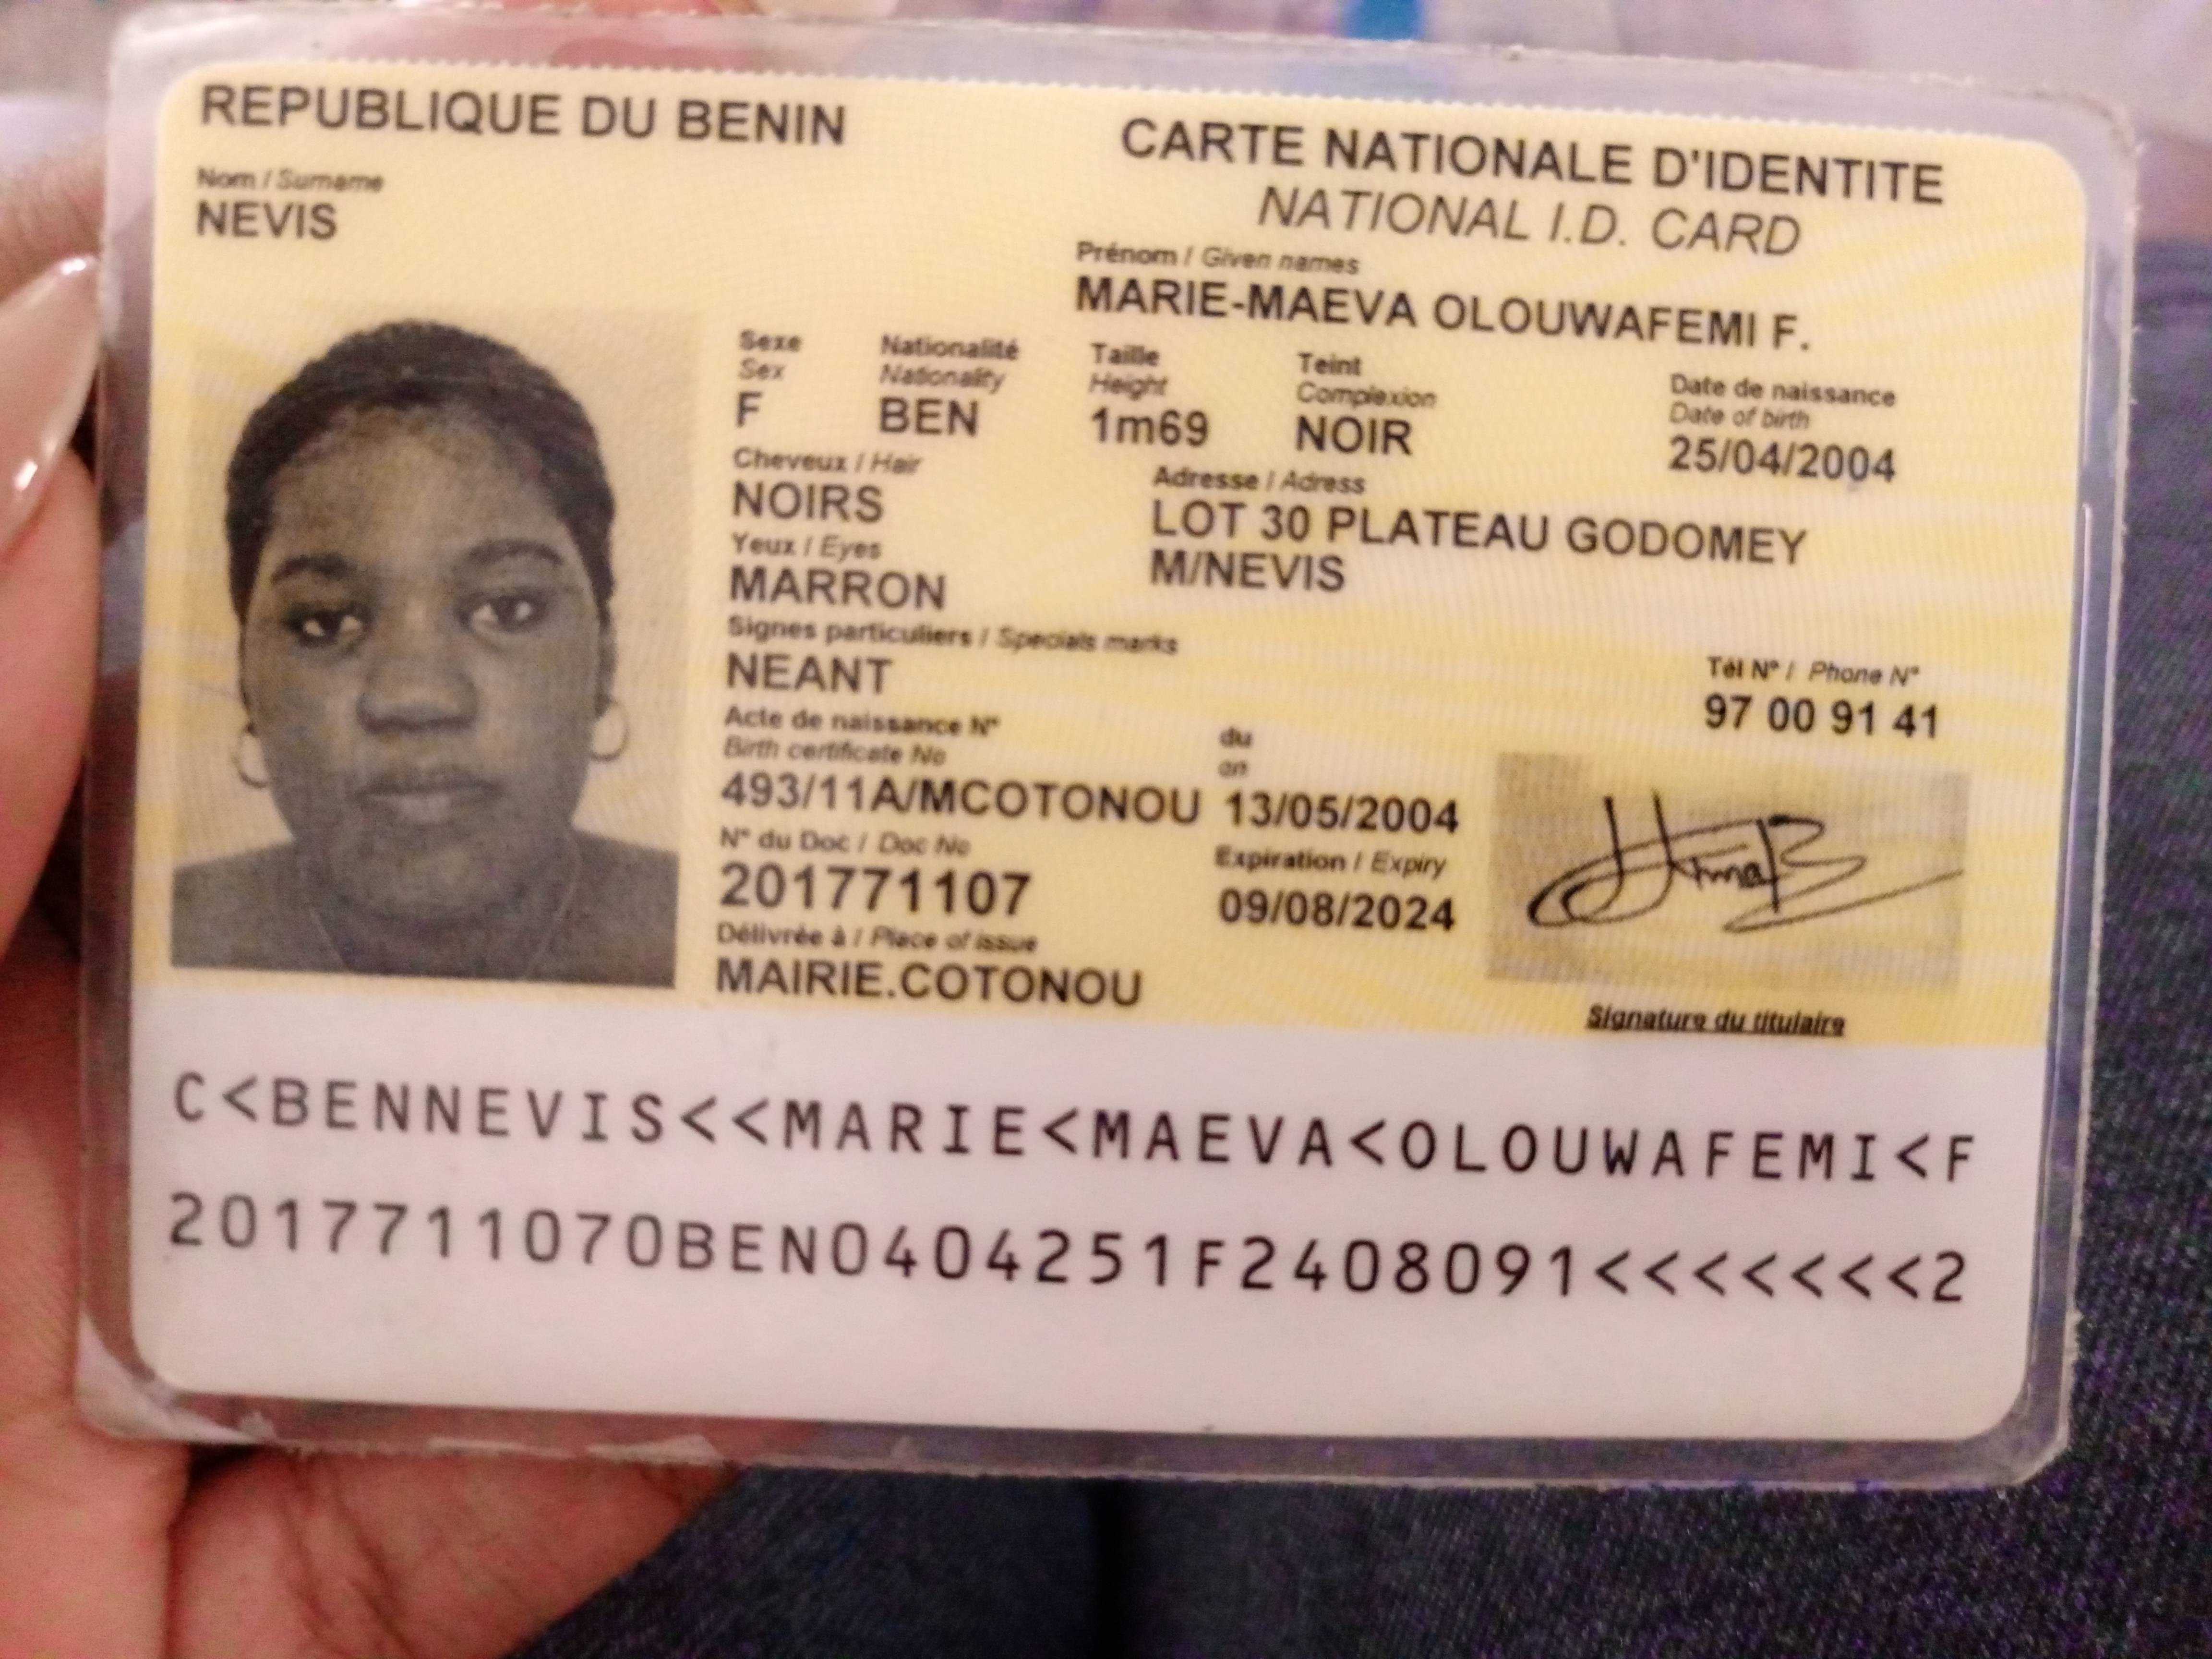 REPUBLIQUE DU BENIN
CARTE NATIONALE D'IDENTITE
NATIONAL I.D. CARD
Nom / Surname
NEVIS
Prénom / Given names
MARIE-MAEVA OLOUWAFEMI F.
Sexe Nationalité Taille Teint Date de naissance
Sex Nationality Height Complexion Date of birth
F BEN 1m69 NOIR 25/04/2004
Cheveux / Hair
NOIRS
Adresse / Adress
LOT 30 PLATEAU GODOMEY
M/NEVIS
Yeux / Eyes
MARRON
Signes particuliers / Specials marks
NEANT
Tél N° / Phone N°
97 00 91 41
Acte de naissance N° du
Birth certificate No on
493/11A/MCOTONOU 13/05/2004
N° du Doc / Doc No Expiration / Expiry
201771107 09/08/2024
Délivrée à / Place of issue
MAIRIE.COTONOU
Signature du titulaire
C<BENNEVIS<<MARIE<MAEVA<OLOUWAFEMI<F
2017711070BEN0404251F2408091<<<<<<<2